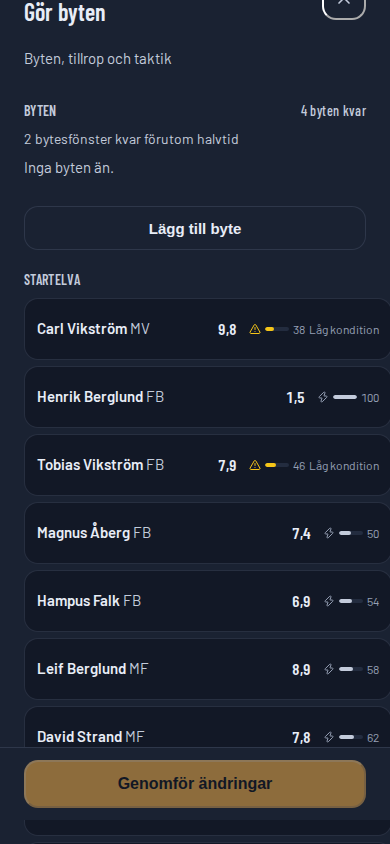 Gör byten
Byten, tillrop och taktik
BYTEN 4 byten kvar
2 bytesfönster kvar förutom halvtid
Inga byten än.
Lägg till byte
STARTELVA
Carl Vikström MV 9,8 38 Låg kondition
Henrik Berglund FB 1,5 100
Tobias Vikström FB 7,9 46 Låg kondition
Magnus Åberg FB 7,4 50
Hampus Falk FB 6,9 54
Leif Berglund MF 8,9 58
David Strand MF 7,8 62
Genomför ändringar